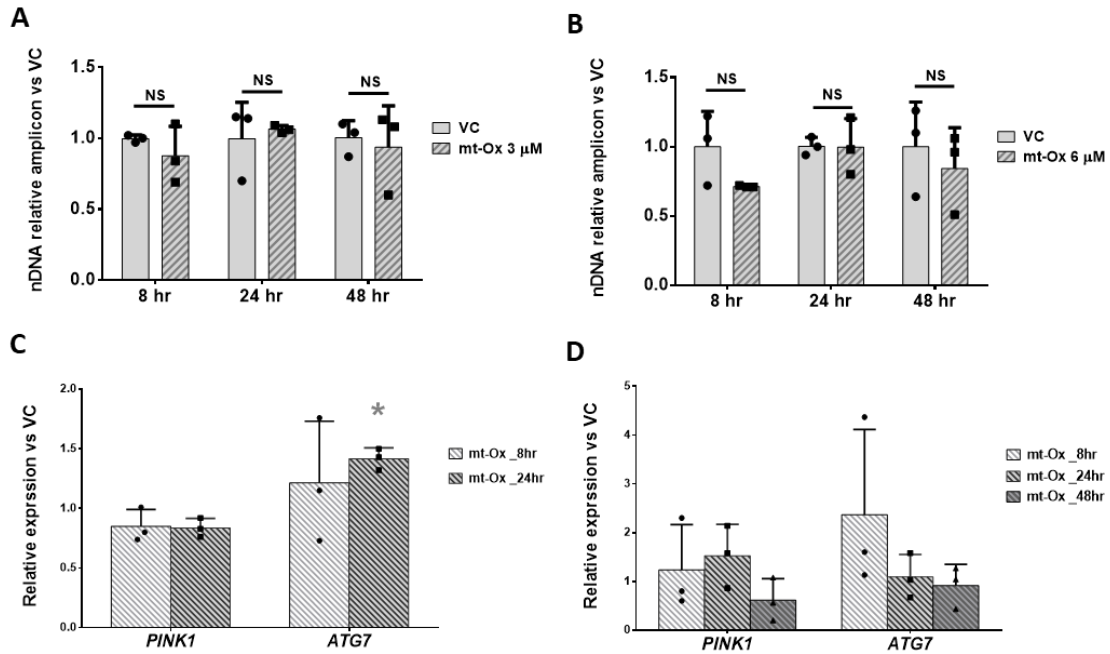 A
nDNA relative amplicon vs VC
1.5
1.0
0.5
0.0
NS
NS
NS
8 hr
24 hr
48 hr
VC
mt-Ox 3 μM
B
nDNA relative amplicon vs VC
1.5
1.0
0.5
0.0
NS
NS
NS
8 hr
24 hr
48 hr
VC
mt-Ox 6 μM
C
Relative exprssion vs VC
2.0
1.5
1.0
0.5
0.0
*
PINK1
ATG7
mt-Ox _8hr
mt-Ox _24hr
D
Relative exprssion vs VC
5
4
3
2
1
0
PINK1
ATG7
mt-Ox _8hr
mt-Ox _24hr
mt-Ox _48hr